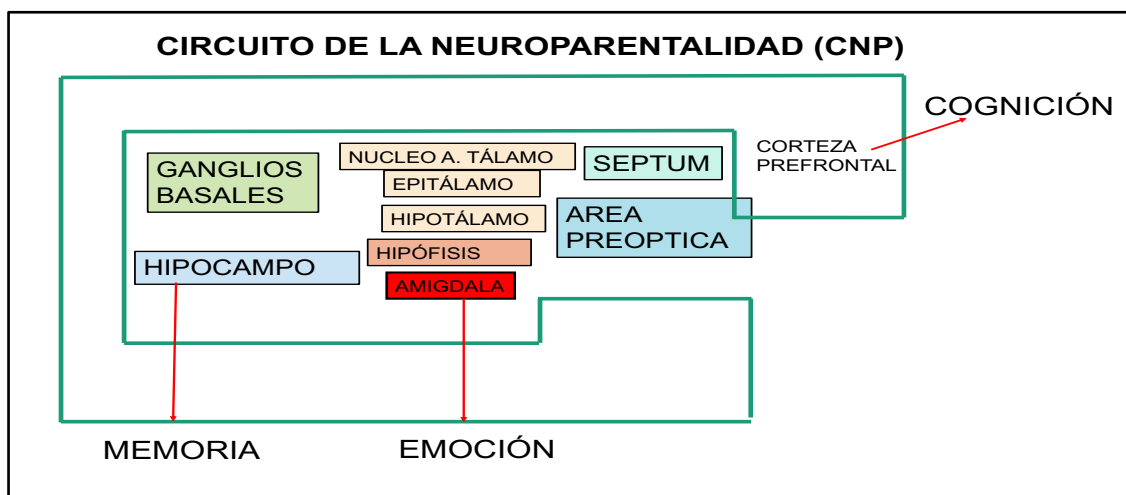 CIRCUITO DE LA NEUROPARENTALIDAD (CNP)
COGNICIÓN
CORTEZA
PREFRONTAL
GANGLIOS
BASALES
NUCLEO A. TÁLAMO
EPITÁLAMO
SEPTUM
HIPOTÁLAMO
AREA
PREOPTICA
HIPÓFISIS
HIPOCAMPO
AMIGDALA
MEMORIA
EMOCIÓN